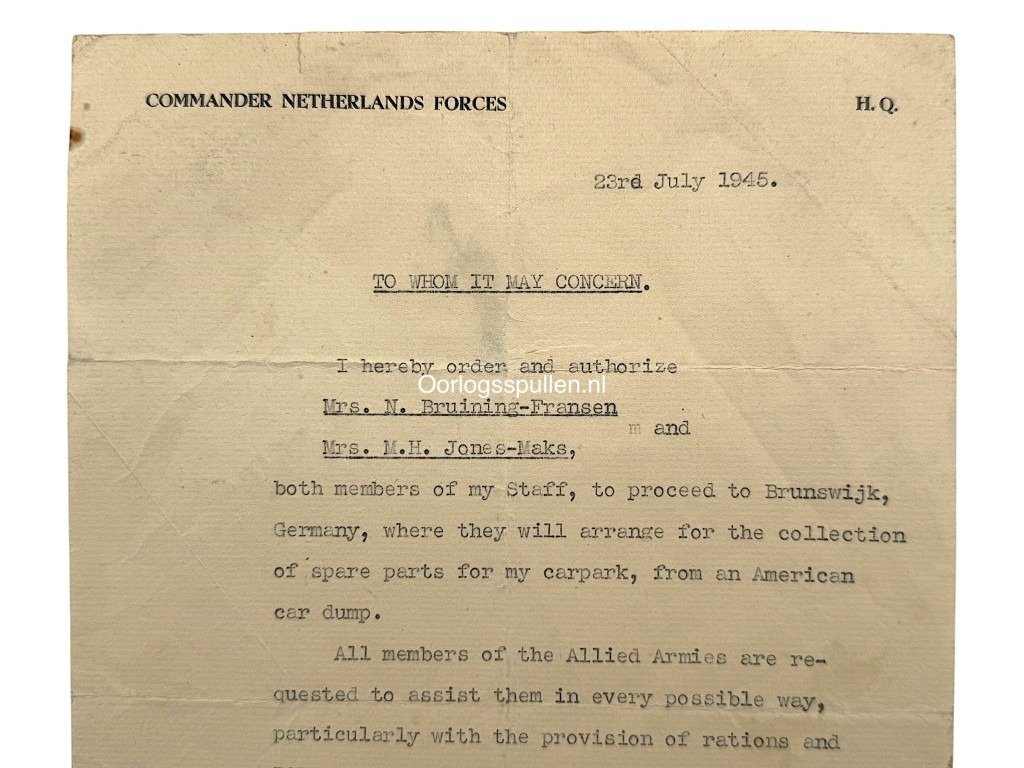 COMMANDER NETHERLANDS FORCES H. Q.
23rd July 1945.
TO WHOM IT MAY CONCERN.
I hereby order and authorize
Oorlogsspullen.nl
Mrs. N. Bruining-Fransen
m and
Mrs. M.H. Jones-Maks,
both members of my Staff, to proceed to Brunswijk,
Germany, where they will arrange for the collection
of spare parts for my carpark, from an American
car dump.
All members of the Allied Armies are re-
quested to assist them in every possible way,
particularly with the provision of rations and